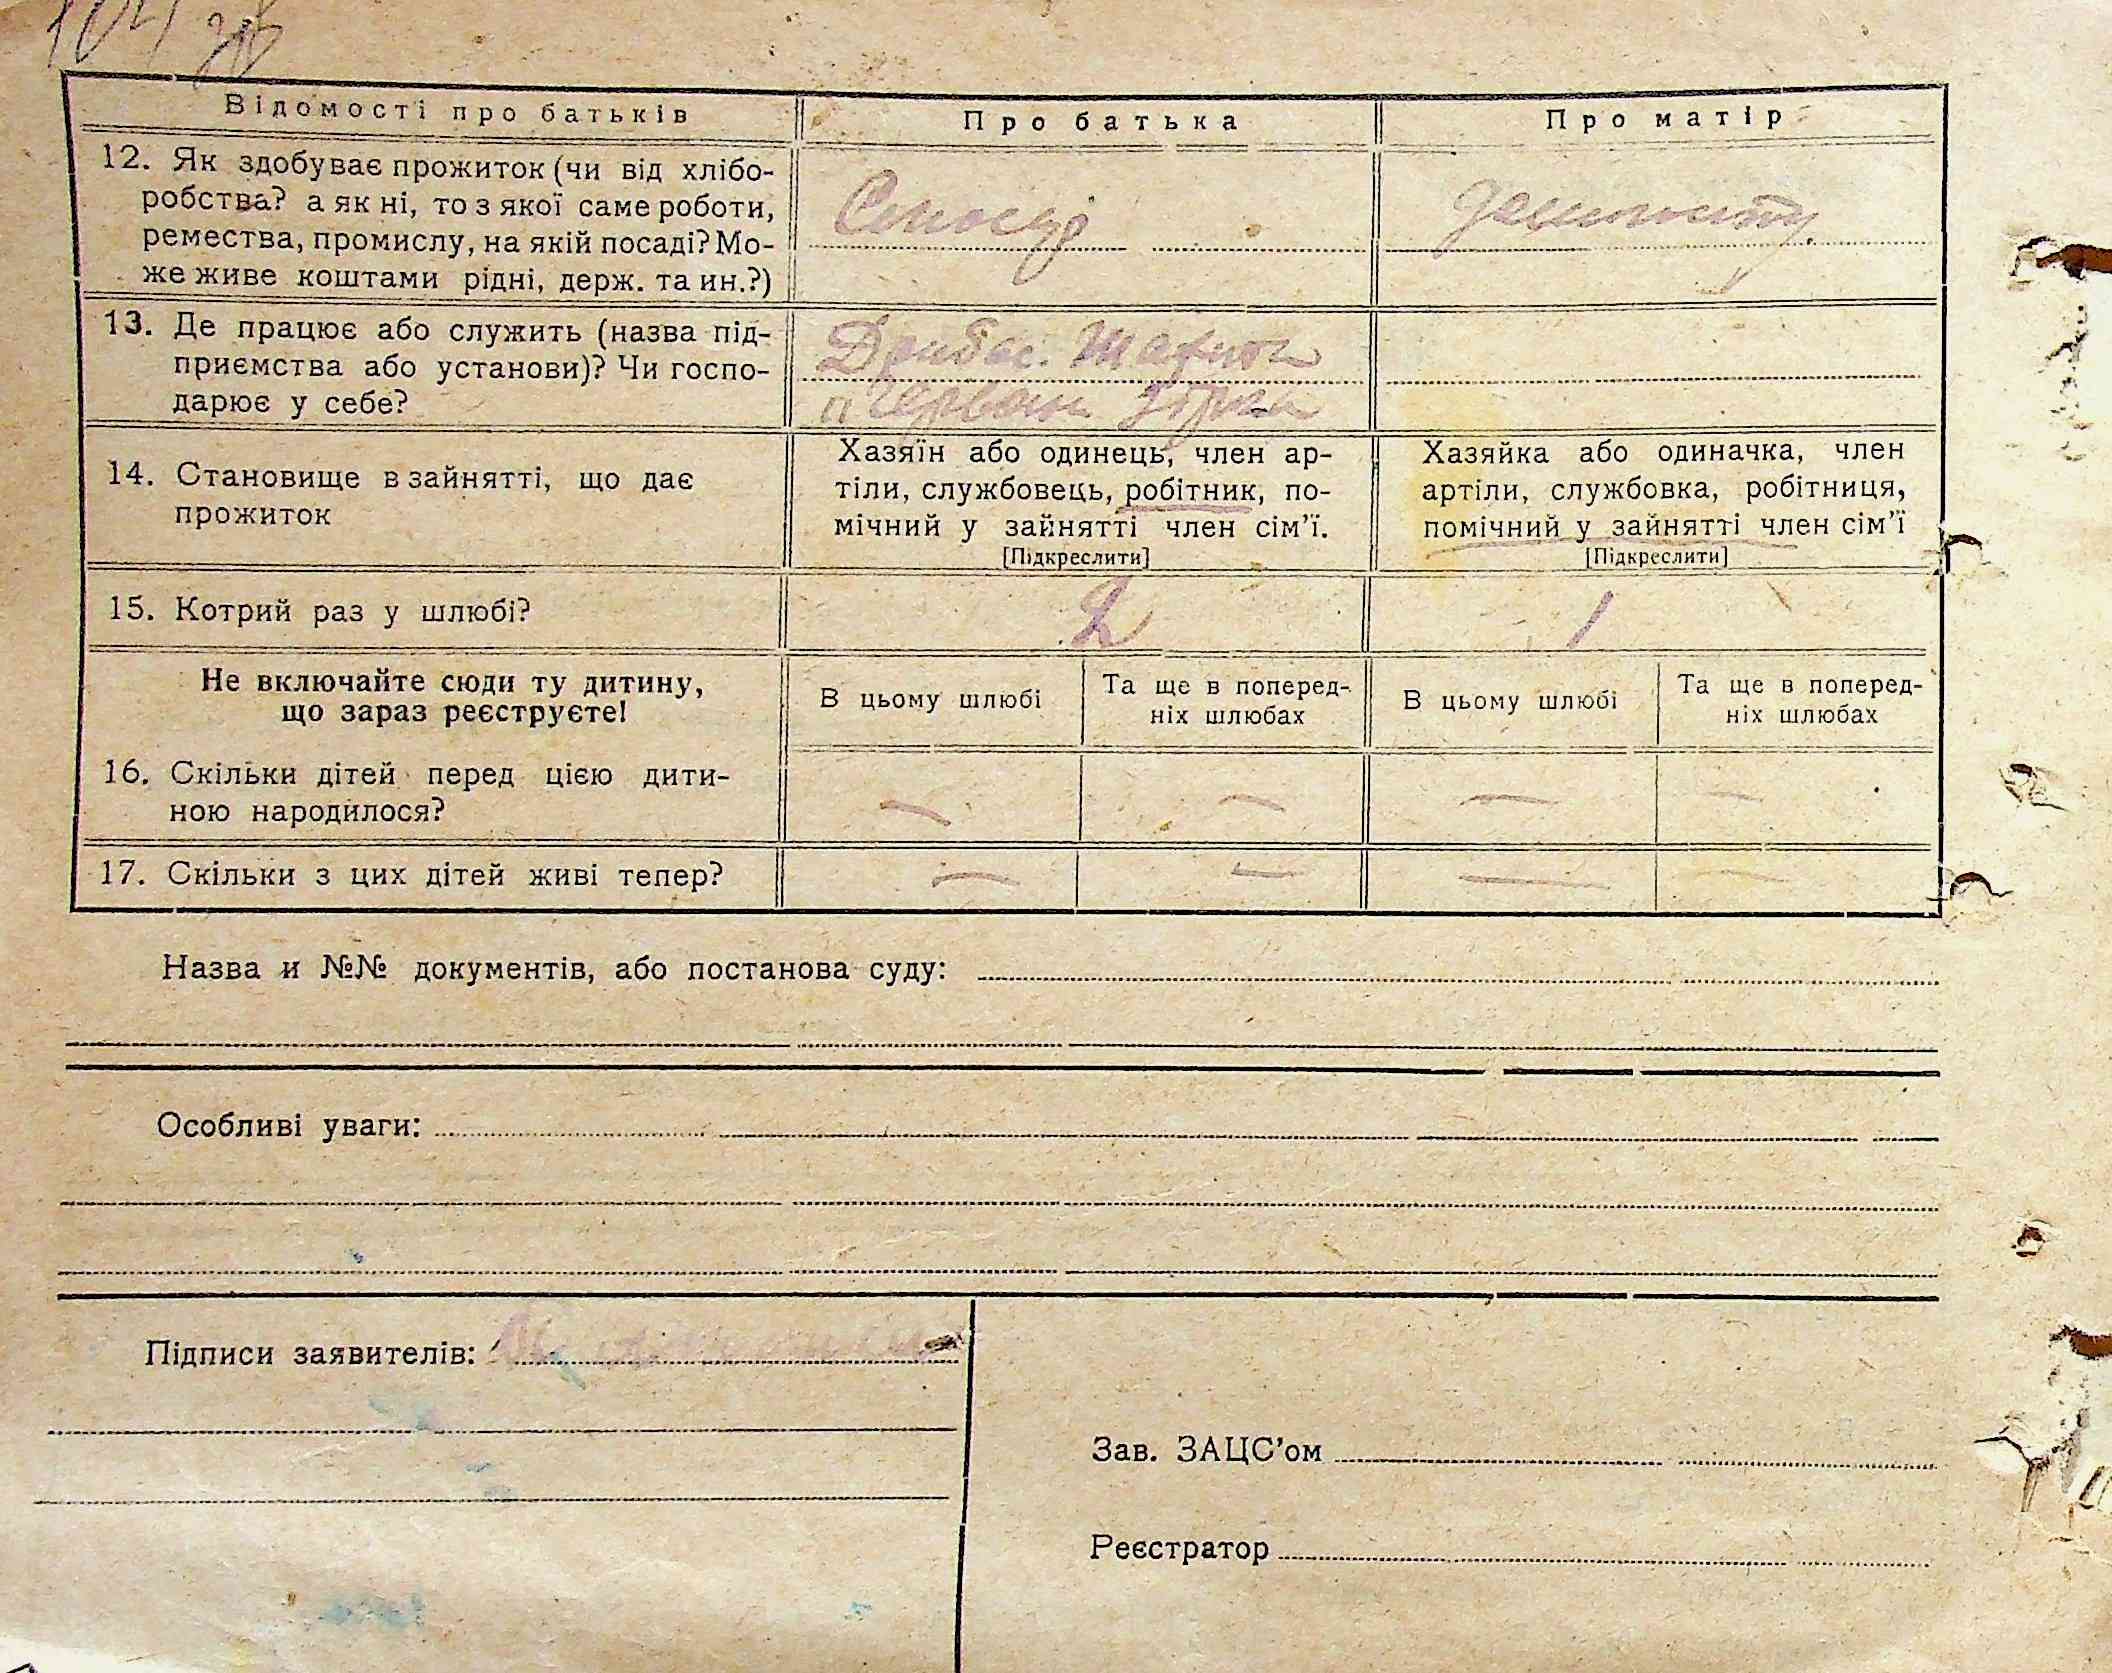 Відомості про батьків
Про батька
Про матір
12. Як здобуває прожиток (чи від хлібо-
робства? а як ні, то з якої саме роботи,
ремества, промислу, на якій посаді? Мо-
же живе коштами рідні, держ. та ин.?)
Слюсар
13. Де працює або служить (назва під-
приємства або установи)? Чи госпо-
дарює у себе?
Шахта
14. Становище в зайнятті, що дає
прожиток
Хазяїн або одинець, член ар-
тіли, службовець, робітник, по-
мічний у зайнятті член сім'ї.
[Підкреслити]
Хазяйка або одиначка, член
артіли, службовка, робітниця,
помічний у зайнятті член сім'ї
[Підкреслити]
15. Котрий раз у шлюбі?
2
1
Не включайте сюди ту дитину,
що зараз реєструєте!
В цьому шлюбі
Та ще в поперед-
ніх шлюбах
В цьому шлюбі
Та ще в поперед-
ніх шлюбах
16. Скільки дітей перед цією дити-
ною народилося?
— — — —
17. Скільки з цих дітей живі тепер?
— — — —
Назва и №№ документів, або постанова суду:
Особливі уваги:
Підписи заявителів:
Зав. ЗАЦС'ом
Реєстратор